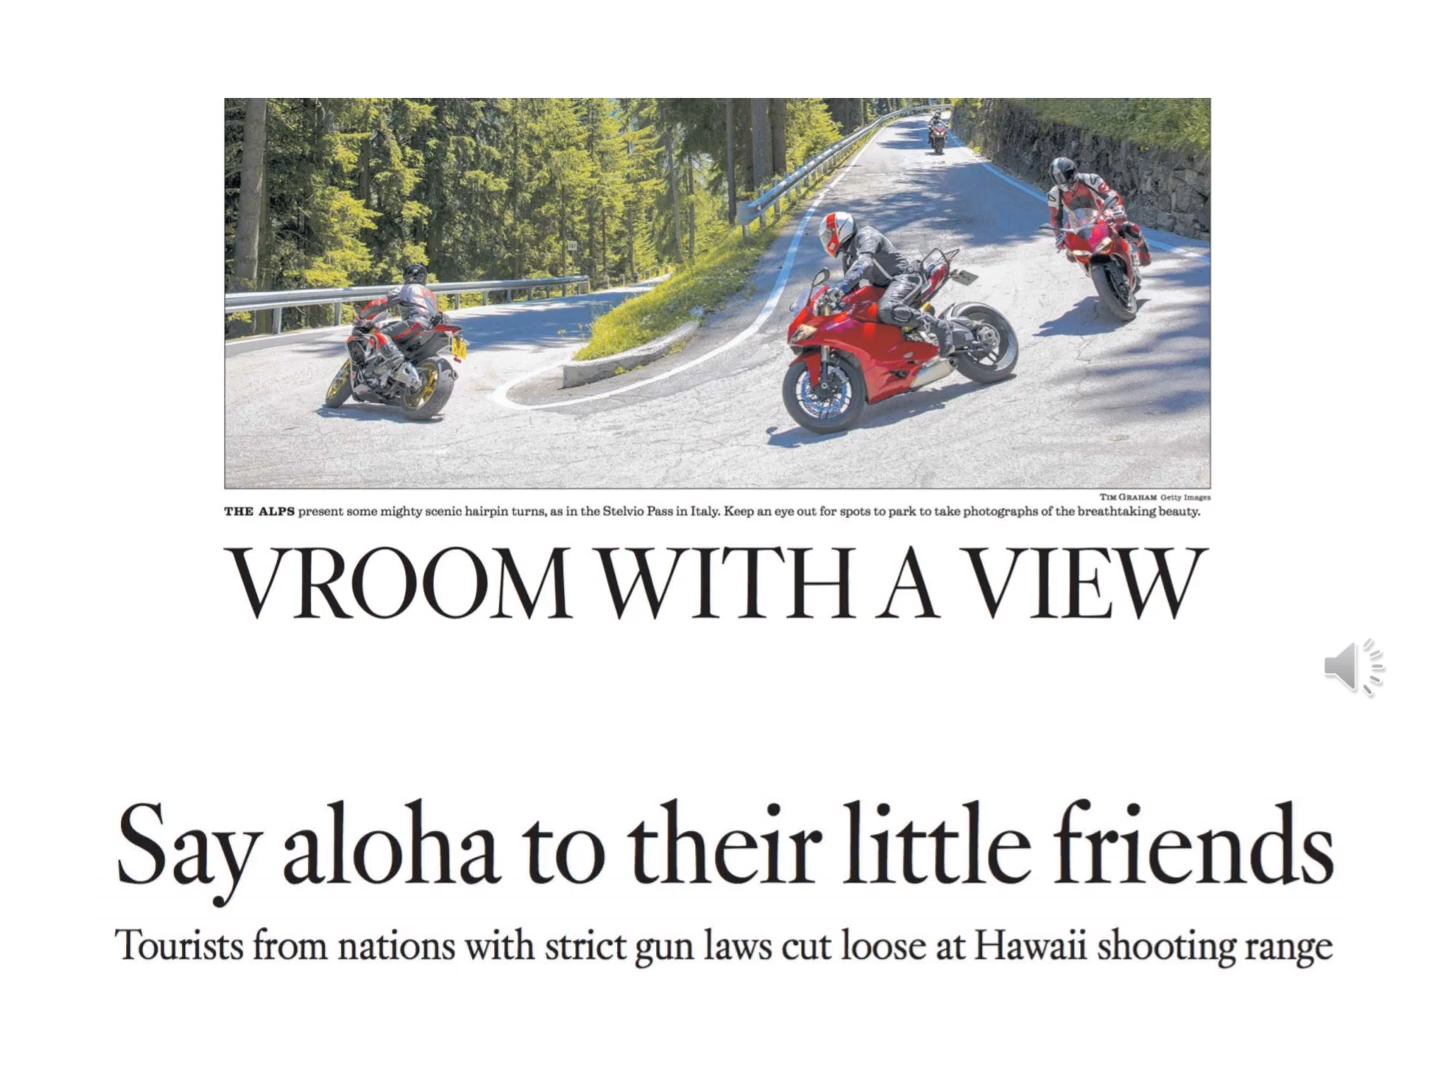 TIM GRAHAM Getty Images
THE ALPS present some mighty scenic hairpin turns, as in the Stelvio Pass in Italy. Keep an eye out for spots to park to take photographs of the breathtaking beauty.
VROOM WITH A VIEW
Say aloha to their little friends
Tourists from nations with strict gun laws cut loose at Hawaii shooting range